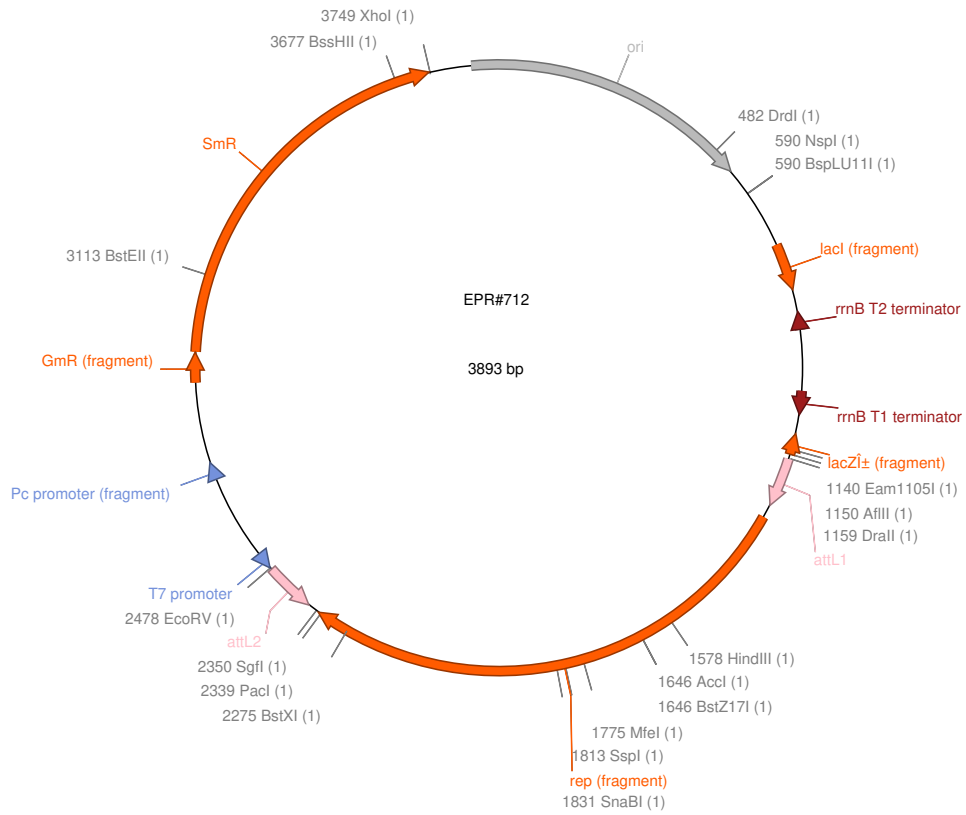 3749 XhoI (1)
3677 BssHII (1)
ori
482 DrdI (1)
590 NspI (1)
590 BspLU11I (1)
SmR
lacI (fragment)
3113 BstEII (1)
EPR#712
rrnB T2 terminator
GmR (fragment)
3893 bp
rrnB T1 terminator
lacZÎ± (fragment)
Pc promoter (fragment)
1140 Eam1105I (1)
1150 AflII (1)
1159 DraII (1)
attL1
T7 promoter
2478 EcoRV (1)
attL2
2350 SgfI (1)
2339 PacI (1)
2275 BstXI (1)
1578 HindIII (1)
1646 AccI (1)
1646 BstZ17I (1)
1775 MfeI (1)
1813 SspI (1)
rep (fragment)
1831 SnaBI (1)